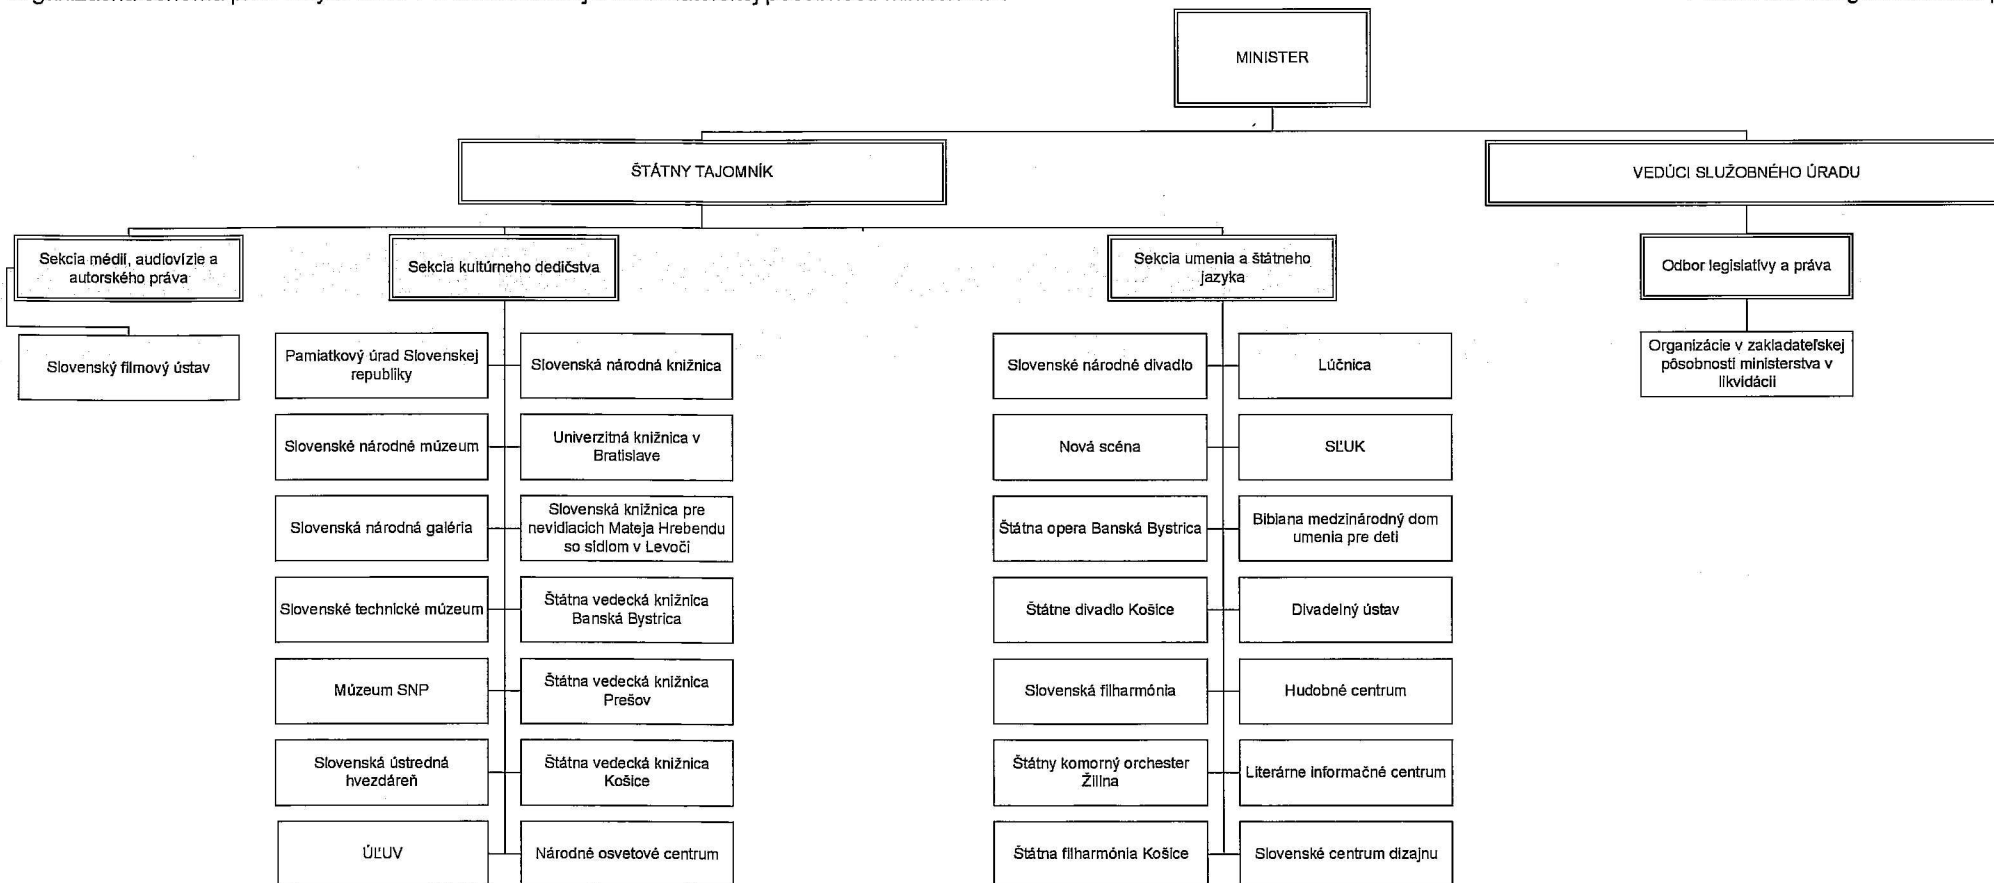 MINISTER
ŠTÁTNY TAJOMNÍK
VEDÚCI SLUŽOBNÉHO ÚRADU
Sekcia médií, audiovízie a
autorského práva
Sekcia kultúrneho dedičstva
Sekcia umenia a štátneho
jazyka
Odbor legislatívy a práva
Slovenský filmový ústav
Pamiatkový úrad Slovenskej
republiky
Slovenská národná knižnica
Slovenské národné divadlo
Lúčnica
Organizácie v zakladateľskej
pôsobnosti ministerstva v
likvidácii
Slovenské národné múzeum
Univerzitná knižnica v
Bratislave
Nová scéna
SĽUK
Slovenská národná galéria
Slovenská knižnica pre
nevidiacich Mateja Hrebendu
so sídlom v Levoči
Štátna opera Banská Bystrica
Bibiana medzinárodný dom
umenia pre deti
Slovenské technické múzeum
Štátna vedecká knižnica
Banská Bystrica
Štátne divadlo Košice
Divadelný ústav
Múzeum SNP
Štátna vedecká knižnica
Prešov
Slovenská filharmónia
Hudobné centrum
Slovenská ústredná
hvezdáreň
Štátna vedecká knižnica
Košice
Štátny komorný orchester
Žilina
Literárne informačné centrum
ÚĽUV
Národné osvetové centrum
Štátna filharmónia Košice
Slovenské centrum dizajnu